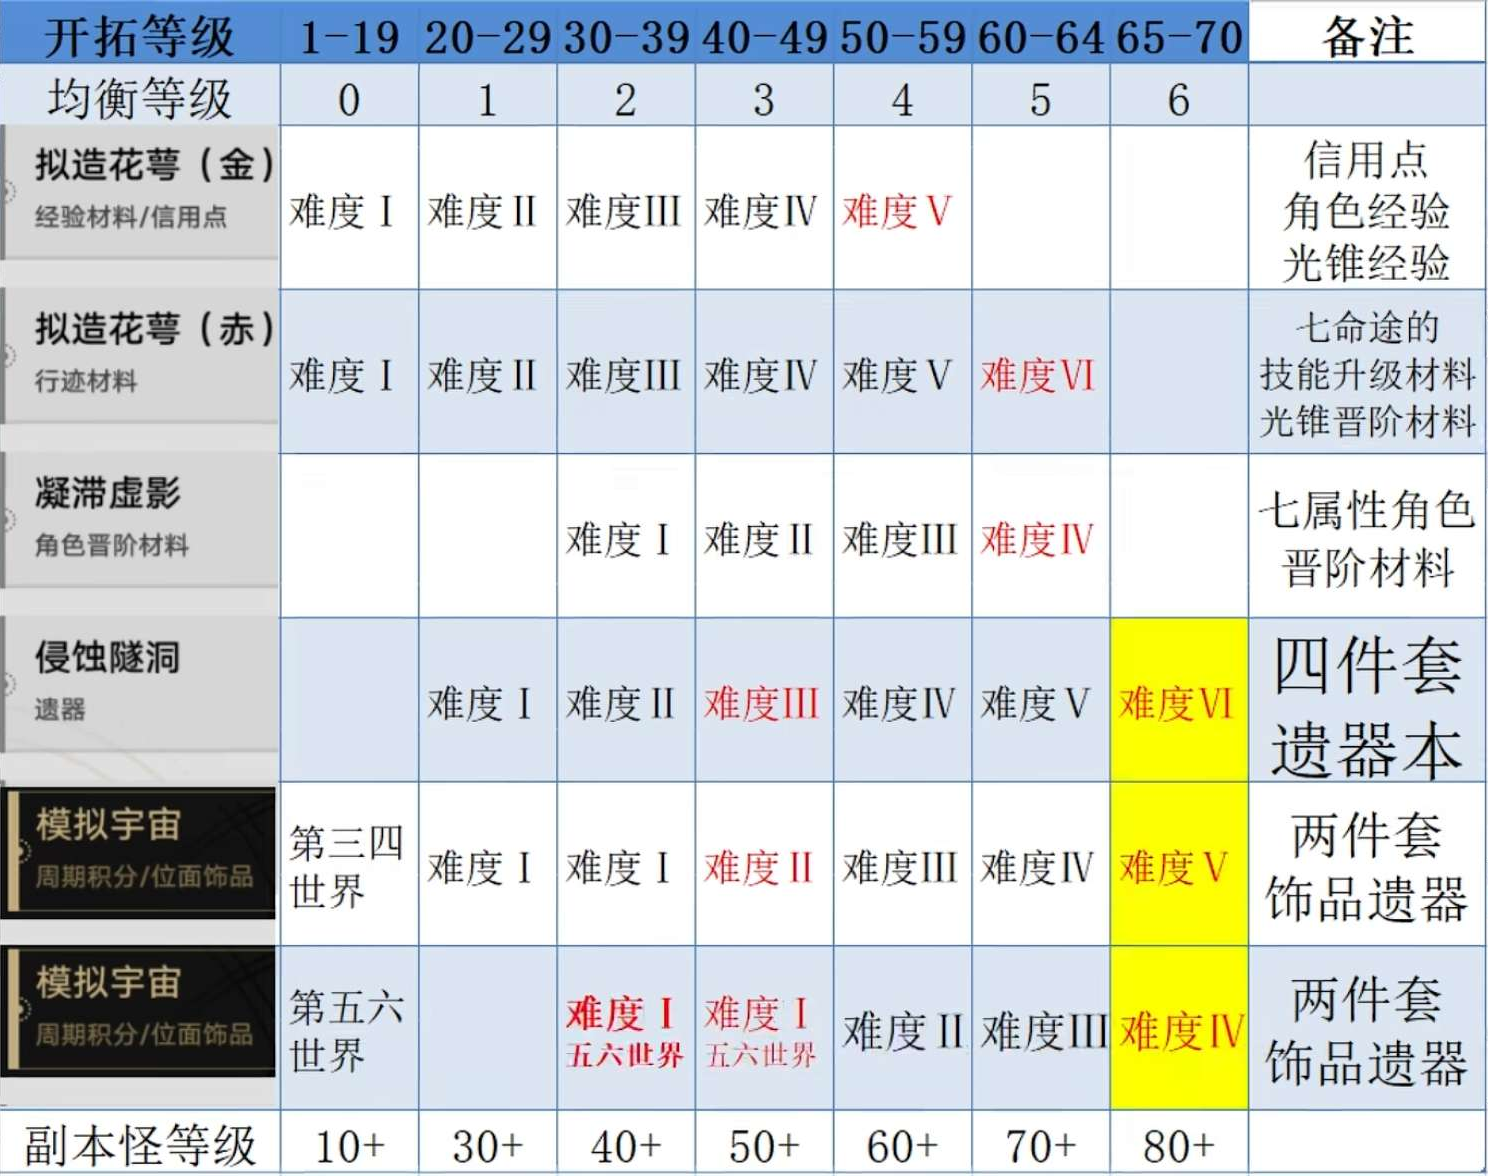 开拓等级 1-19 20-29 30-39 40-49 50-59 60-64 65-70 备注
均衡等级 0 1 2 3 4 5 6
拟造花萼（金）
经验材料/信用点
难度Ⅰ 难度Ⅱ 难度Ⅲ 难度Ⅳ 难度Ⅴ
信用点
角色经验
光锥经验
拟造花萼（赤）
行迹材料
难度Ⅰ 难度Ⅱ 难度Ⅲ 难度Ⅳ 难度Ⅴ 难度Ⅵ
七命途的
技能升级材料
光锥晋阶材料
凝滞虚影
角色晋阶材料
难度Ⅰ 难度Ⅱ 难度Ⅲ 难度Ⅳ
七属性角色
晋阶材料
侵蚀隧洞
遗器
难度Ⅰ 难度Ⅱ 难度Ⅲ 难度Ⅳ 难度Ⅴ 难度Ⅵ
四件套
遗器本
模拟宇宙
周期积分/位面饰品
第三四
世界
难度Ⅰ 难度Ⅰ 难度Ⅱ 难度Ⅲ 难度Ⅳ 难度Ⅴ
两件套
饰品遗器
模拟宇宙
周期积分/位面饰品
第五六
世界
难度Ⅰ
五六世界
难度Ⅰ
五六世界
难度Ⅱ 难度Ⅲ 难度Ⅳ
两件套
饰品遗器
副本怪等级 10+ 30+ 40+ 50+ 60+ 70+ 80+